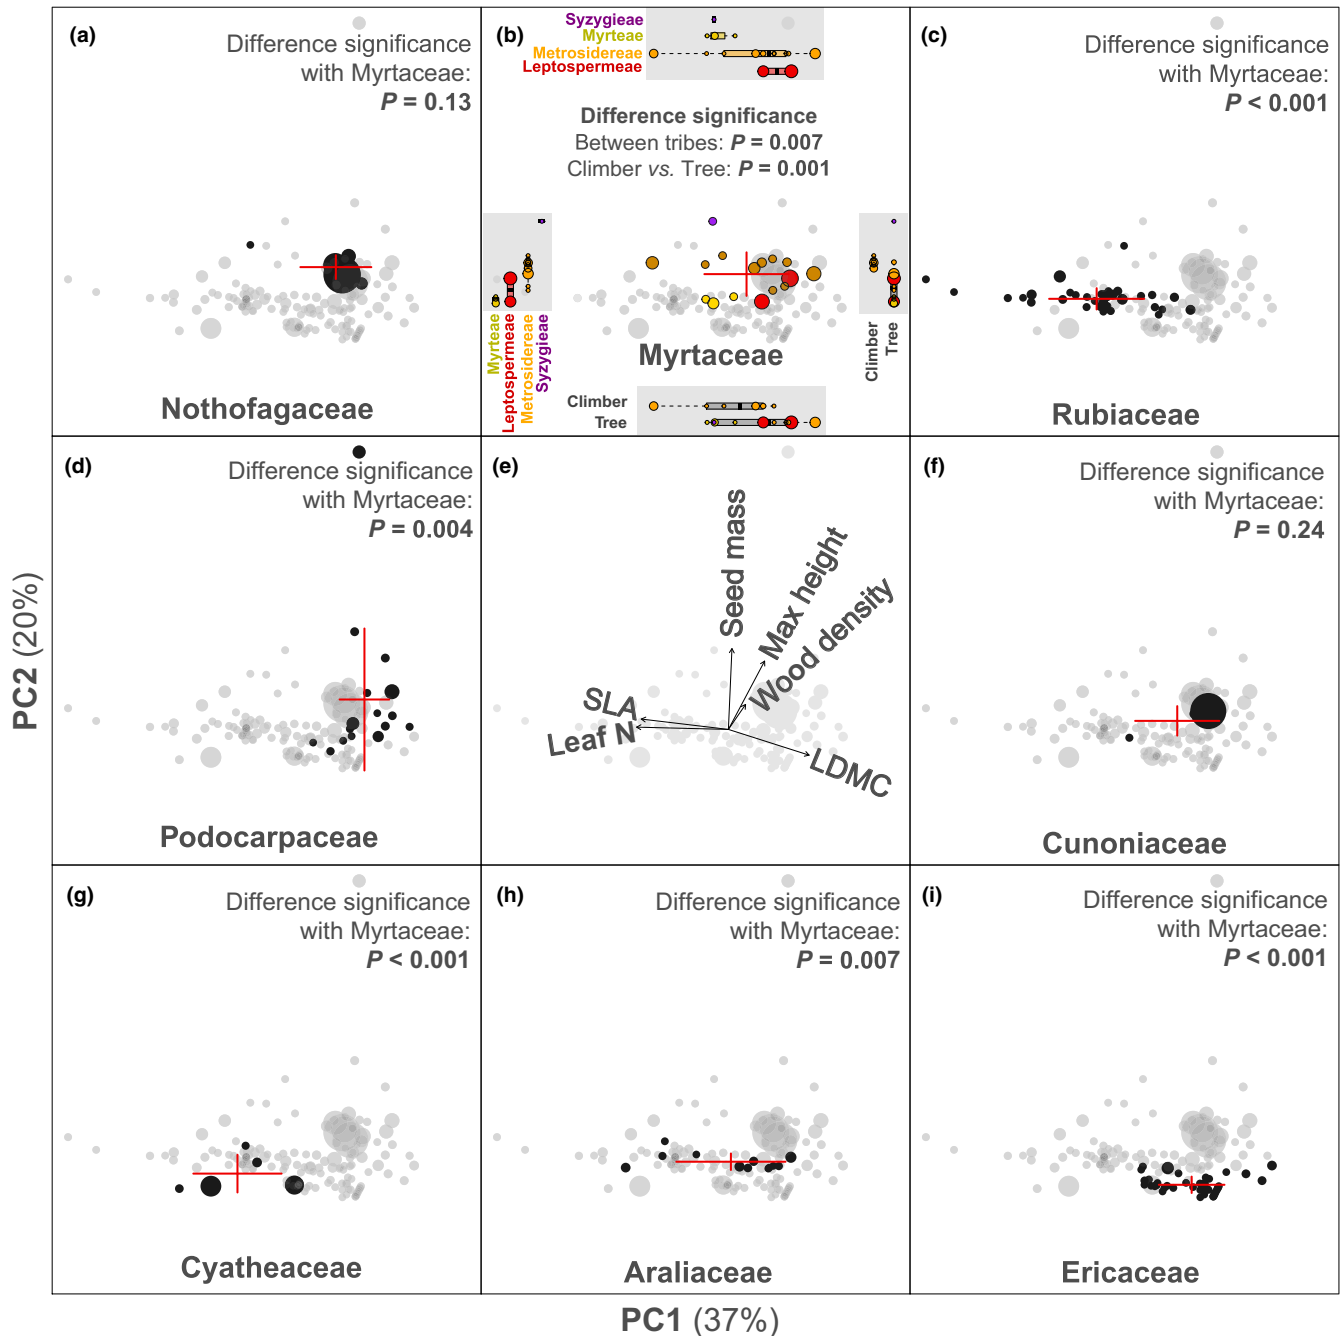 (a)
Difference significance
with Myrtaceae:
P = 0.13
Nothofagaceae
(b)
Syzygieae
Myrteae
Metrosidereae
Leptospermeae
Difference significance
Between tribes: P = 0.007
Climber vs. Tree: P = 0.001
Myrteae
Leptospermeae
Metrosidereae
Syzygieae
Climber
Tree
Myrtaceae
Climber
Tree
(c)
Difference significance
with Myrtaceae:
P < 0.001
Rubiaceae
(d)
Difference significance
with Myrtaceae:
P = 0.004
Podocarpaceae
(e)
Seed mass
Max height
Wood density
SLA
Leaf N
LDMC
(f)
Difference significance
with Myrtaceae:
P = 0.24
Cunoniaceae
(g)
Difference significance
with Myrtaceae:
P < 0.001
Cyatheaceae
(h)
Difference significance
with Myrtaceae:
P = 0.007
Araliaceae
(i)
Difference significance
with Myrtaceae:
P < 0.001
Ericaceae
PC2 (20%)
PC1 (37%)